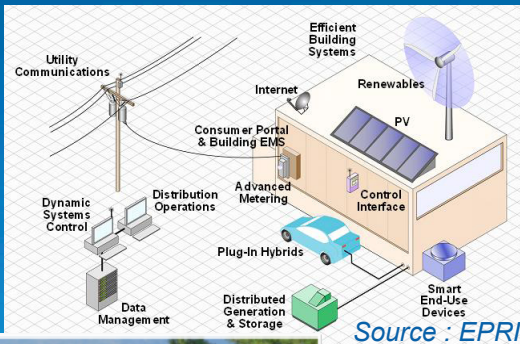 Efficient
Building
Systems
Utility
Communications
Renewables
Internet
PV
Consumer Portal
& Building EMS
Advanced
Metering
Control
Interface
Dynamic
Systems
Control
Distribution
Operations
Plug-In Hybrids
Data
Management
Distributed
Generation
& Storage
Smart
End-Use
Devices
Source : EPRI